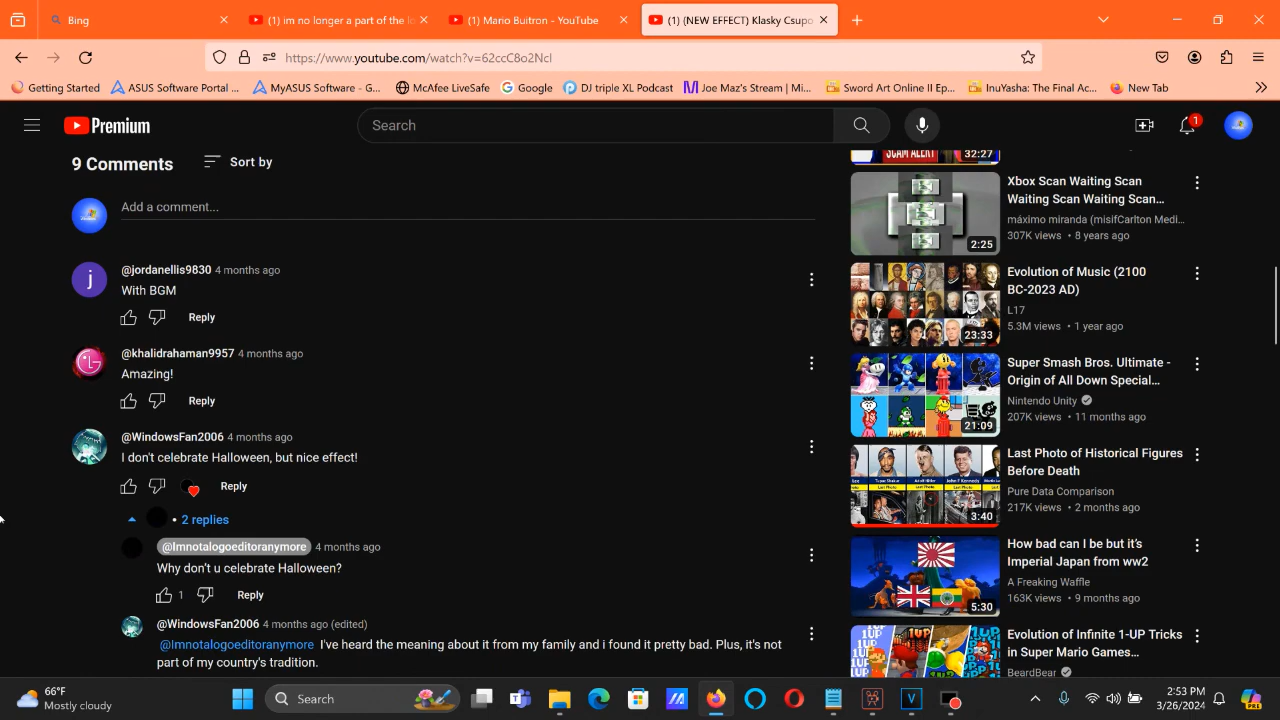 Bing
(1) im no longer a part of the lo
(1) Mario Buitron - YouTube
(1) (NEW EFFECT) Klasky Csupo
https://www.youtube.com/watch?v=62ccC8o2NcI
Getting Started
ASUS Software Portal ...
MyASUS Software - G...
McAfee LiveSafe
Google
DJ triple XL Podcast
Joe Maz's Stream | Mi...
Sword Art Online II Ep...
InuYasha: The Final Ac...
New Tab
Premium
Search
1
9 Comments
Sort by
Add a comment...
@jordanellis9830 4 months ago
With BGM
Reply
@khalidrahaman9957 4 months ago
Amazing!
Reply
@WindowsFan2006 4 months ago
I don't celebrate Halloween, but nice effect!
Reply
• 2 replies
@Imnotalogoeditoranymore 4 months ago
Why don't u celebrate Halloween?
1 Reply
@WindowsFan2006 4 months ago (edited)
@Imnotalogoeditoranymore I've heard the meaning about it from my family and i found it pretty bad. Plus, it's not
part of my country's tradition.
SCAM ALERT
32:27
2:25
Xbox Scan Waiting Scan
Waiting Scan Waiting Scan...
máximo miranda (misifCarlton Medi...
307K views • 8 years ago
23:33
Evolution of Music (2100
BC-2023 AD)
L17
5.3M views • 1 year ago
21:09
Super Smash Bros. Ultimate -
Origin of All Down Special...
Nintendo Unity
207K views • 11 months ago
3:40
Last Photo of Historical Figures
Before Death
Pure Data Comparison
217K views • 2 months ago
5:30
How bad can I be but it's
Imperial Japan from ww2
A Freaking Waffle
163K views • 9 months ago
1UP
Evolution of Infinite 1-UP Tricks
in Super Mario Games...
BeardBear
66°F
Mostly cloudy
Search
2:53 PM
3/26/2024
PRE